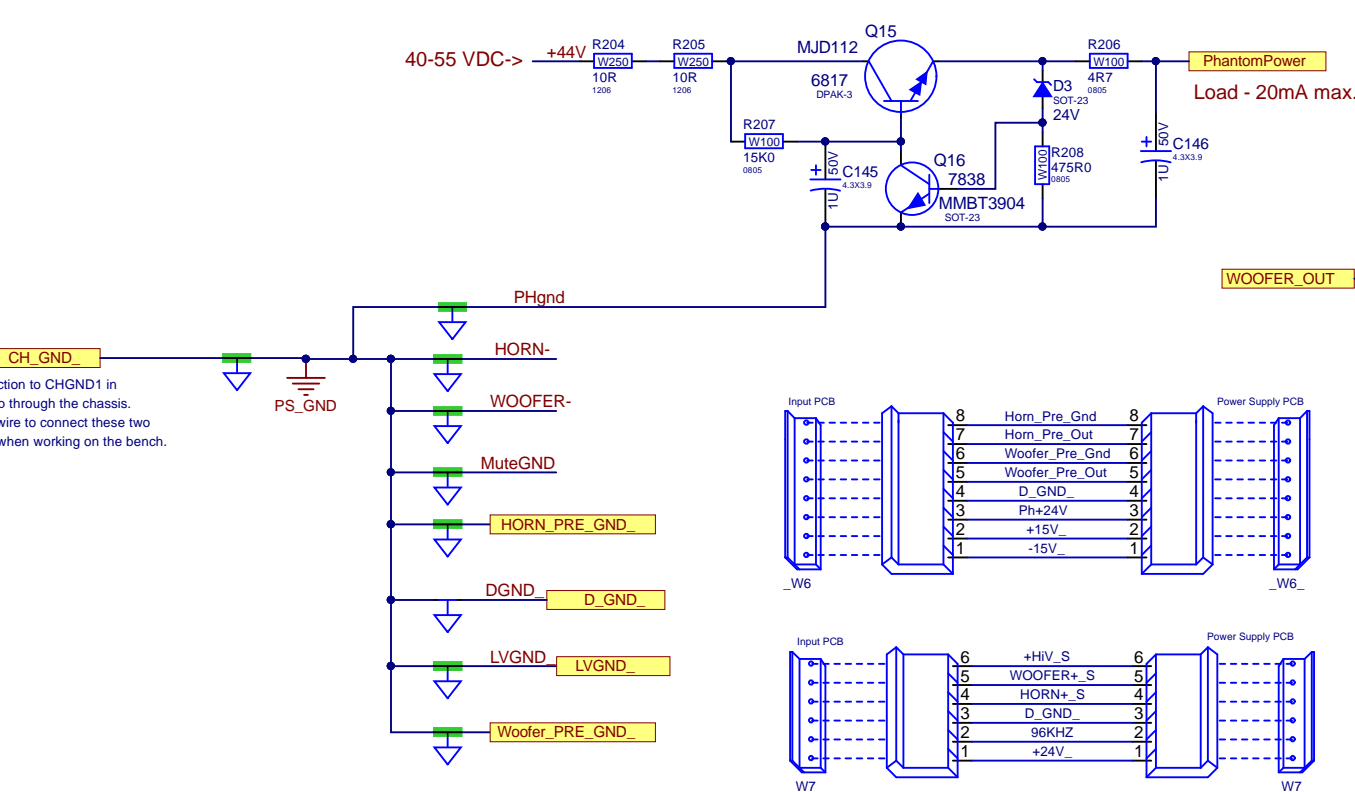 40-55 VDC->
+44V
R204
W250
10R
1206
R205
W250
10R
1206
MJD112
Q15
6817
DPAK-3
R206
W100
4R7
0805
PhantomPower
Load - 20mA max.
D3
SOT-23
24V
R207
W100
15K0
0805
+
50V
C145
4.3X3.9
1U
Q16
7838
MMBT3904
SOT-23
W100
R208
475R0
0805
+
50V
C146
4.3X3.9
1U
WOOFER_OUT
PHgnd
CH_GND_
ction to CHGND1 in
o through the chassis.
wire to connect these two
when working on the bench.
PS_GND
HORN-
WOOFER-
MuteGND
HORN_PRE_GND_
DGND_
D_GND_
LVGND_
LVGND_
Woofer_PRE_GND_
Input PCB
Power Supply PCB
8 Horn_Pre_Gnd 8
7 Horn_Pre_Out 7
6 Woofer_Pre_Gnd 6
5 Woofer_Pre_Out 5
4 D_GND_ 4
3 Ph+24V 3
2 +15V_ 2
1 -15V_ 1
_W6
_W6_
Input PCB
Power Supply PCB
6 +HiV_S 6
5 WOOFER+_S 5
4 HORN+_S 4
3 D_GND_ 3
2 96KHZ 2
1 +24V_ 1
W7
W7